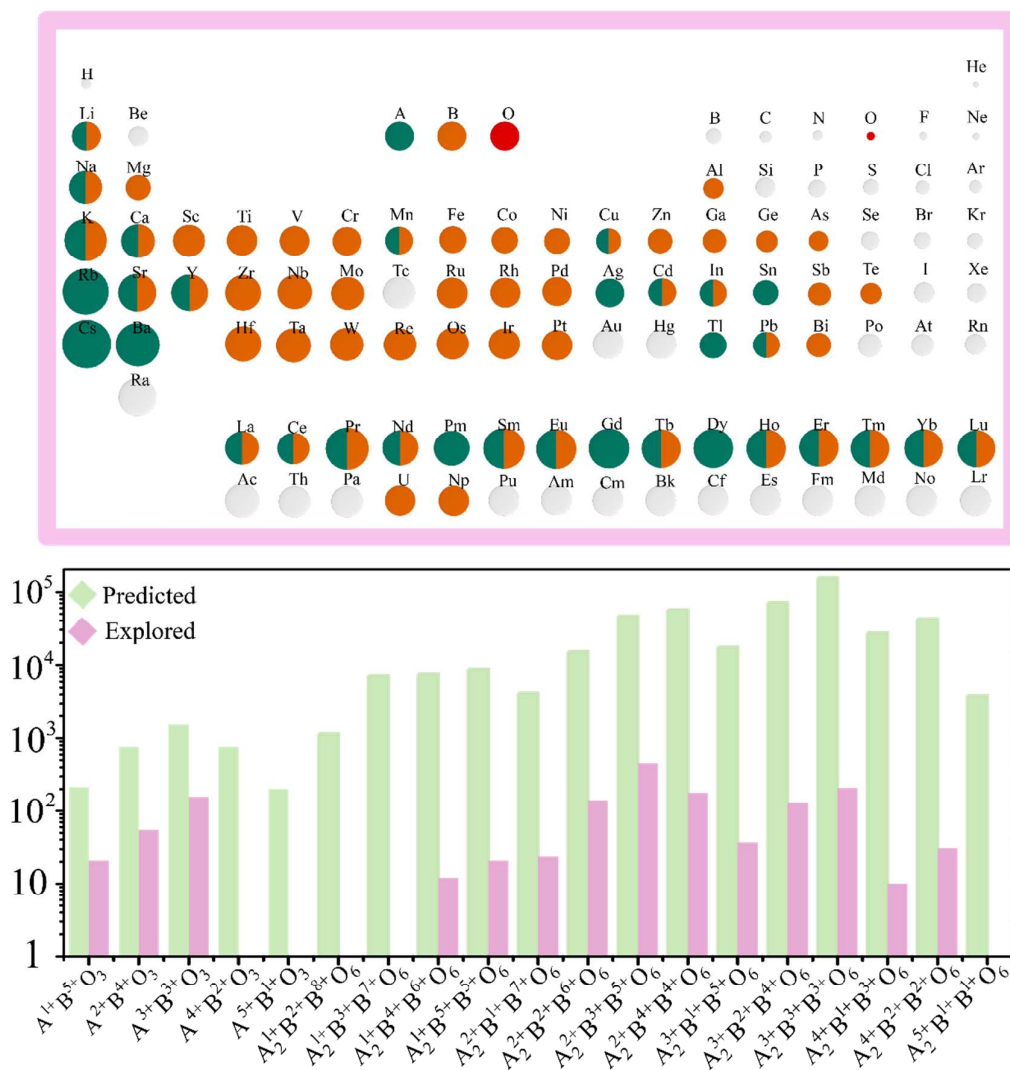 H He
Li Be A B O B C N O F Ne
Na Mg Al Si P S Cl Ar
K Ca Sc Ti V Cr Mn Fe Co Ni Cu Zn Ga Ge As Se Br Kr
Rb Sr Y Zr Nb Mo Tc Ru Rh Pd Ag Cd In Sn Sb Te I Xe
Cs Ba Hf Ta W Re Os Ir Pt Au Hg Tl Pb Bi Po At Rn
Ra
La Ce Pr Nd Pm Sm Eu Gd Tb Dy Ho Er Tm Yb Lu
Ac Th Pa U Np Pu Am Cm Bk Cf Es Fm Md No Lr
Predicted
Explored
10⁵
10⁴
10³
10²
10
1
A¹⁺B⁵⁺O₃
A²⁺B⁴⁺O₃
A³⁺B³⁺O₃
A⁴⁺B²⁺O₃
A⁵⁺B¹⁺O₃
A₂¹⁺B²⁺B⁸⁺O₆
A₂¹⁺B³⁺B⁷⁺O₆
A₂¹⁺B⁴⁺B⁶⁺O₆
A₂¹⁺B⁵⁺B⁵⁺O₆
A₂²⁺B¹⁺B⁷⁺O₆
A₂²⁺B²⁺B⁶⁺O₆
A₂²⁺B³⁺B⁵⁺O₆
A₂²⁺B⁴⁺B⁴⁺O₆
A₂³⁺B¹⁺B⁵⁺O₆
A₂³⁺B²⁺B⁴⁺O₆
A₂³⁺B³⁺B³⁺O₆
A₂⁴⁺B¹⁺B³⁺O₆
A₂⁴⁺B²⁺B²⁺O₆
A₂⁵⁺B¹⁺B¹⁺O₆